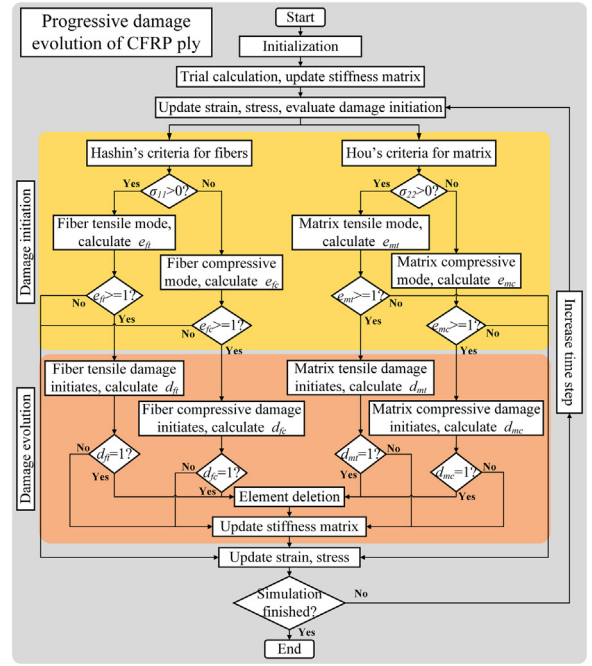 Progressive damage
evolution of CFRP ply
Start
Initialization
Trial calculation, update stiffness matrix
Update strain, stress, evaluate damage initiation
Damage initiation
Hashin's criteria for fibers
Hou's criteria for matrix
Yes
σ11>0?
No
Yes
σ22>0?
No
Fiber tensile mode,
calculate eft
Matrix tensile mode,
calculate emt
Fiber compressive
mode, calculate efc
Matrix compressive
mode, calculate emc
eft>=1?
No
Yes
efc>=1?
No
Yes
emt>=1?
No
Yes
emc>=1?
No
Yes
Increase time step
Damage evolution
Fiber tensile damage
initiates, calculate dft
Matrix tensile damage
initiates, calculate dmt
Fiber compressive damage
initiates, calculate dfc
Matrix compressive damage
initiates, calculate dmc
No
dft=1?
Yes
No
dfc=1?
Yes
dmt=1?
No
Yes
dmc=1?
No
Yes
Element deletion
Update stiffness matrix
Update strain, stress
Simulation
finished?
No
Yes
End